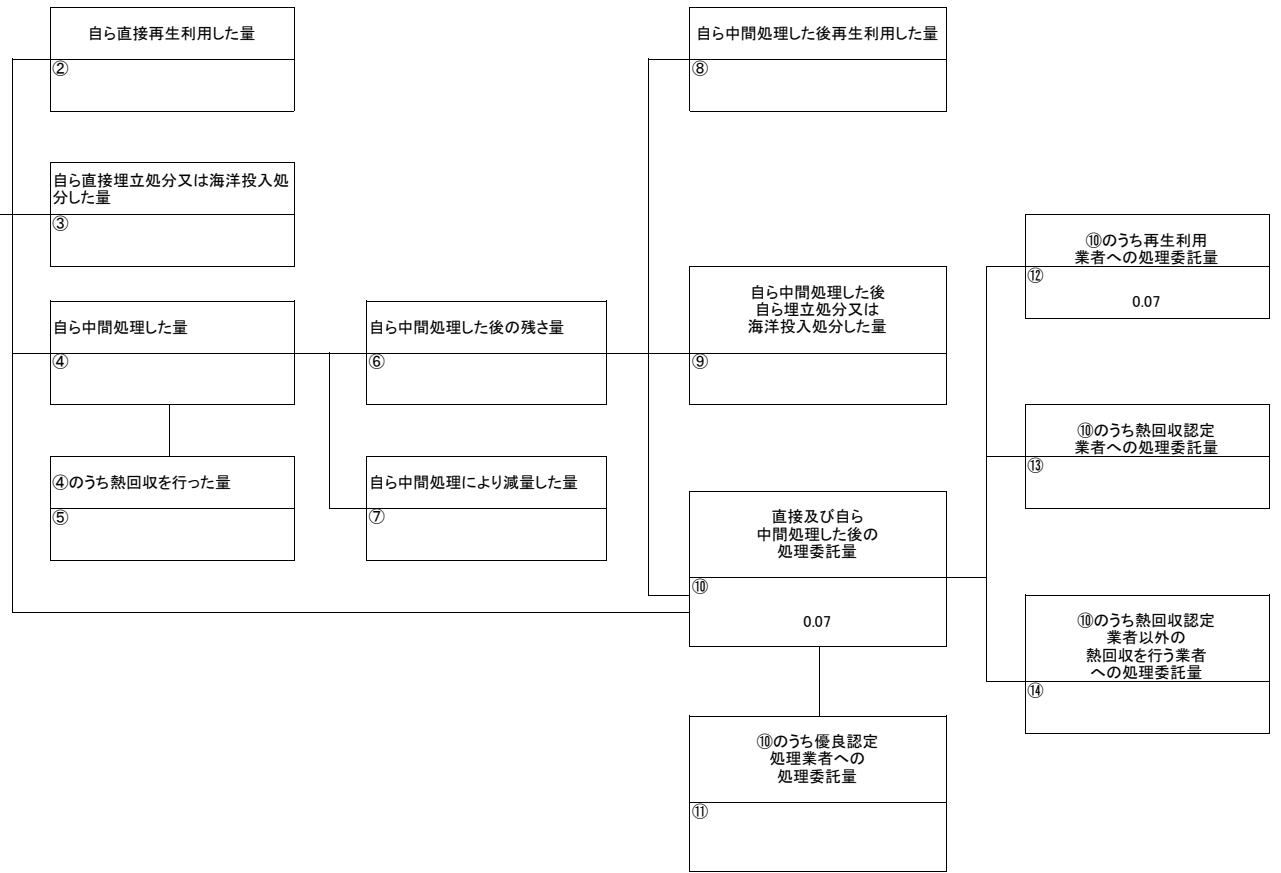 自ら直接再生利用した量
②
自ら直接埋立処分又は海洋投入処
分した量
③
自ら中間処理した量
④
④のうち熱回収を行った量
⑤
自ら中間処理した後の残さ量
⑥
自ら中間処理により減量した量
⑦
自ら中間処理した後再生利用した量
⑧
自ら中間処理した後
自ら埋立処分又は
海洋投入処分した量
⑨
直接及び自ら
中間処理した後の
処理委託量
⑩
0.07
⑩のうち優良認定
処理業者への
処理委託量
⑪
⑩のうち再生利用
業者への処理委託量
⑫
0.07
⑩のうち熱回収認定
業者への処理委託量
⑬
⑩のうち熱回収認定
業者以外の
熱回収を行う業者
への処理委託量
⑭